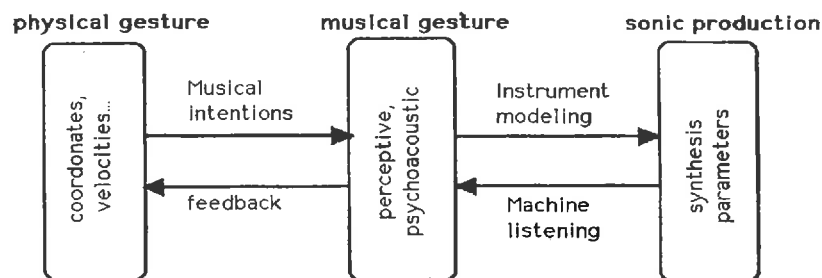 physical gesture
musical gesture
sonic production
coordonates,
velocities...
Musical
intentions
feedback
perceptive,
psychoacoustic
Instrument
modeling
Machine
listening
synthesis
parameters